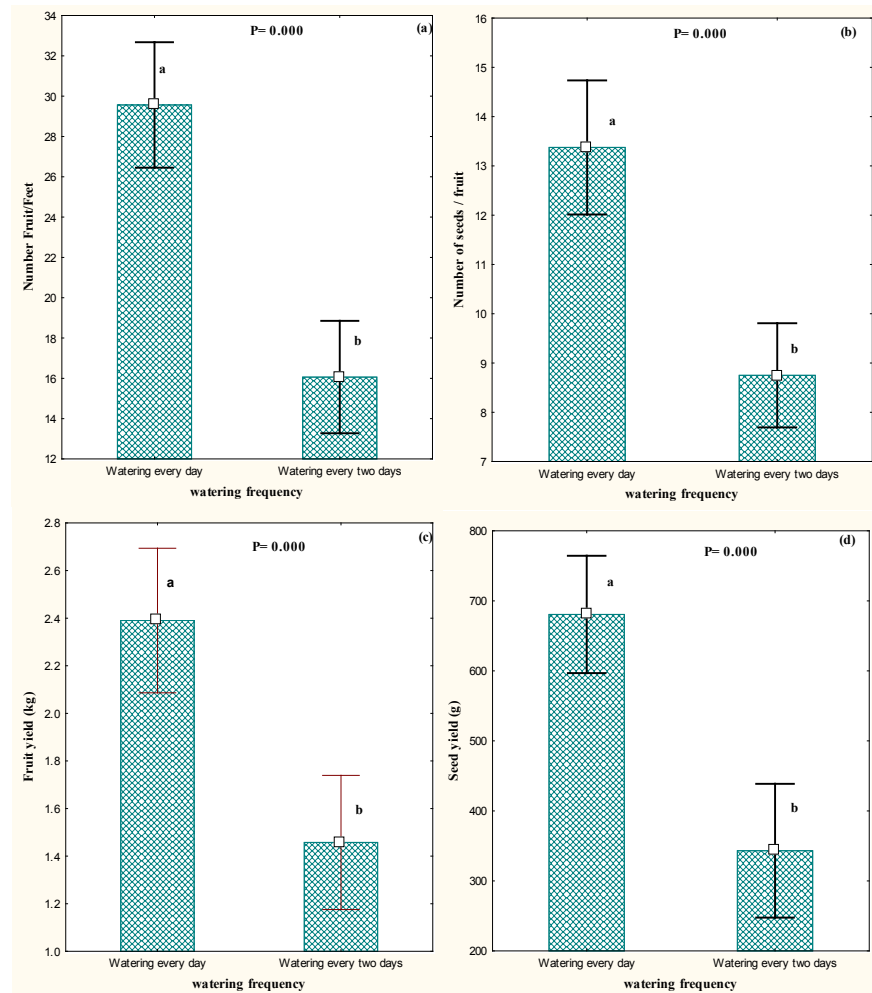 P= 0.000
(a)
Number Fruit/Feet
34
32
30
28
26
24
22
20
18
16
14
12
a
b
Watering every day
Watering every two days
watering frequency
P= 0.000
(b)
Number of seeds / fruit
16
15
14
13
12
11
10
9
8
7
a
b
Watering every day
Watering every two days
watering frequency
P= 0.000
(c)
Fruit yield (kg)
2.8
2.6
2.4
2.2
2.0
1.8
1.6
1.4
1.2
1.0
a
b
Watering every day
Watering every two days
watering frequency
P= 0.000
(d)
Seed yield (g)
800
700
600
500
400
300
200
a
b
Watering every day
Watering every two days
watering frequency